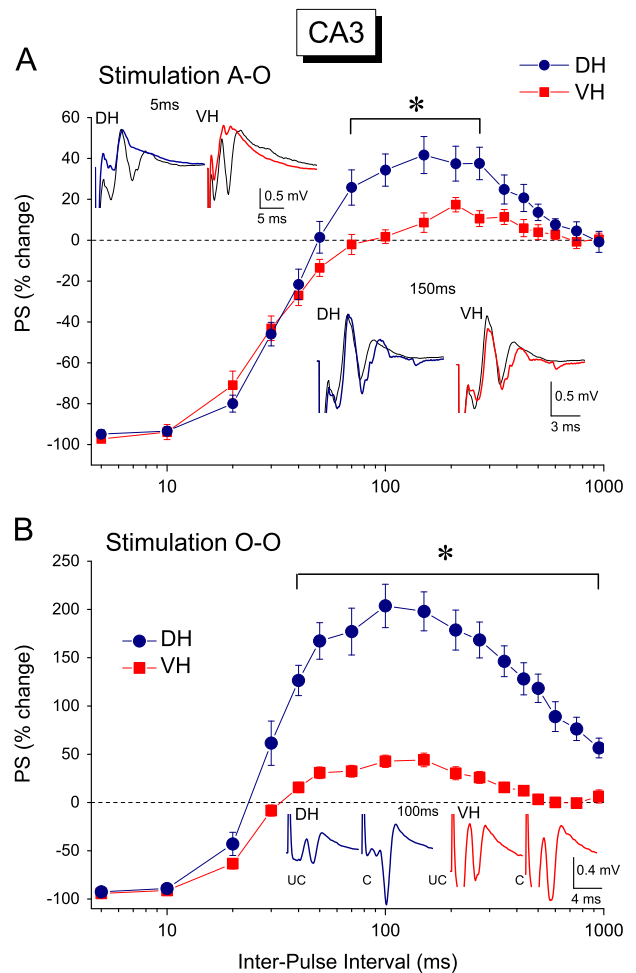 CA3
A
Stimulation A-O
DH
VH
*
DH
5ms
VH
0.5 mV
5 ms
150ms
DH
VH
0.5 mV
3 ms
PS (% change)
60
40
20
0
-20
-40
-60
-80
-100
10
100
1000
B
Stimulation O-O
*
DH
VH
DH
100ms
VH
UC
C
UC
C
0.4 mV
4 ms
PS (% change)
250
200
150
100
50
0
-50
-100
10
100
1000
Inter-Pulse Interval (ms)